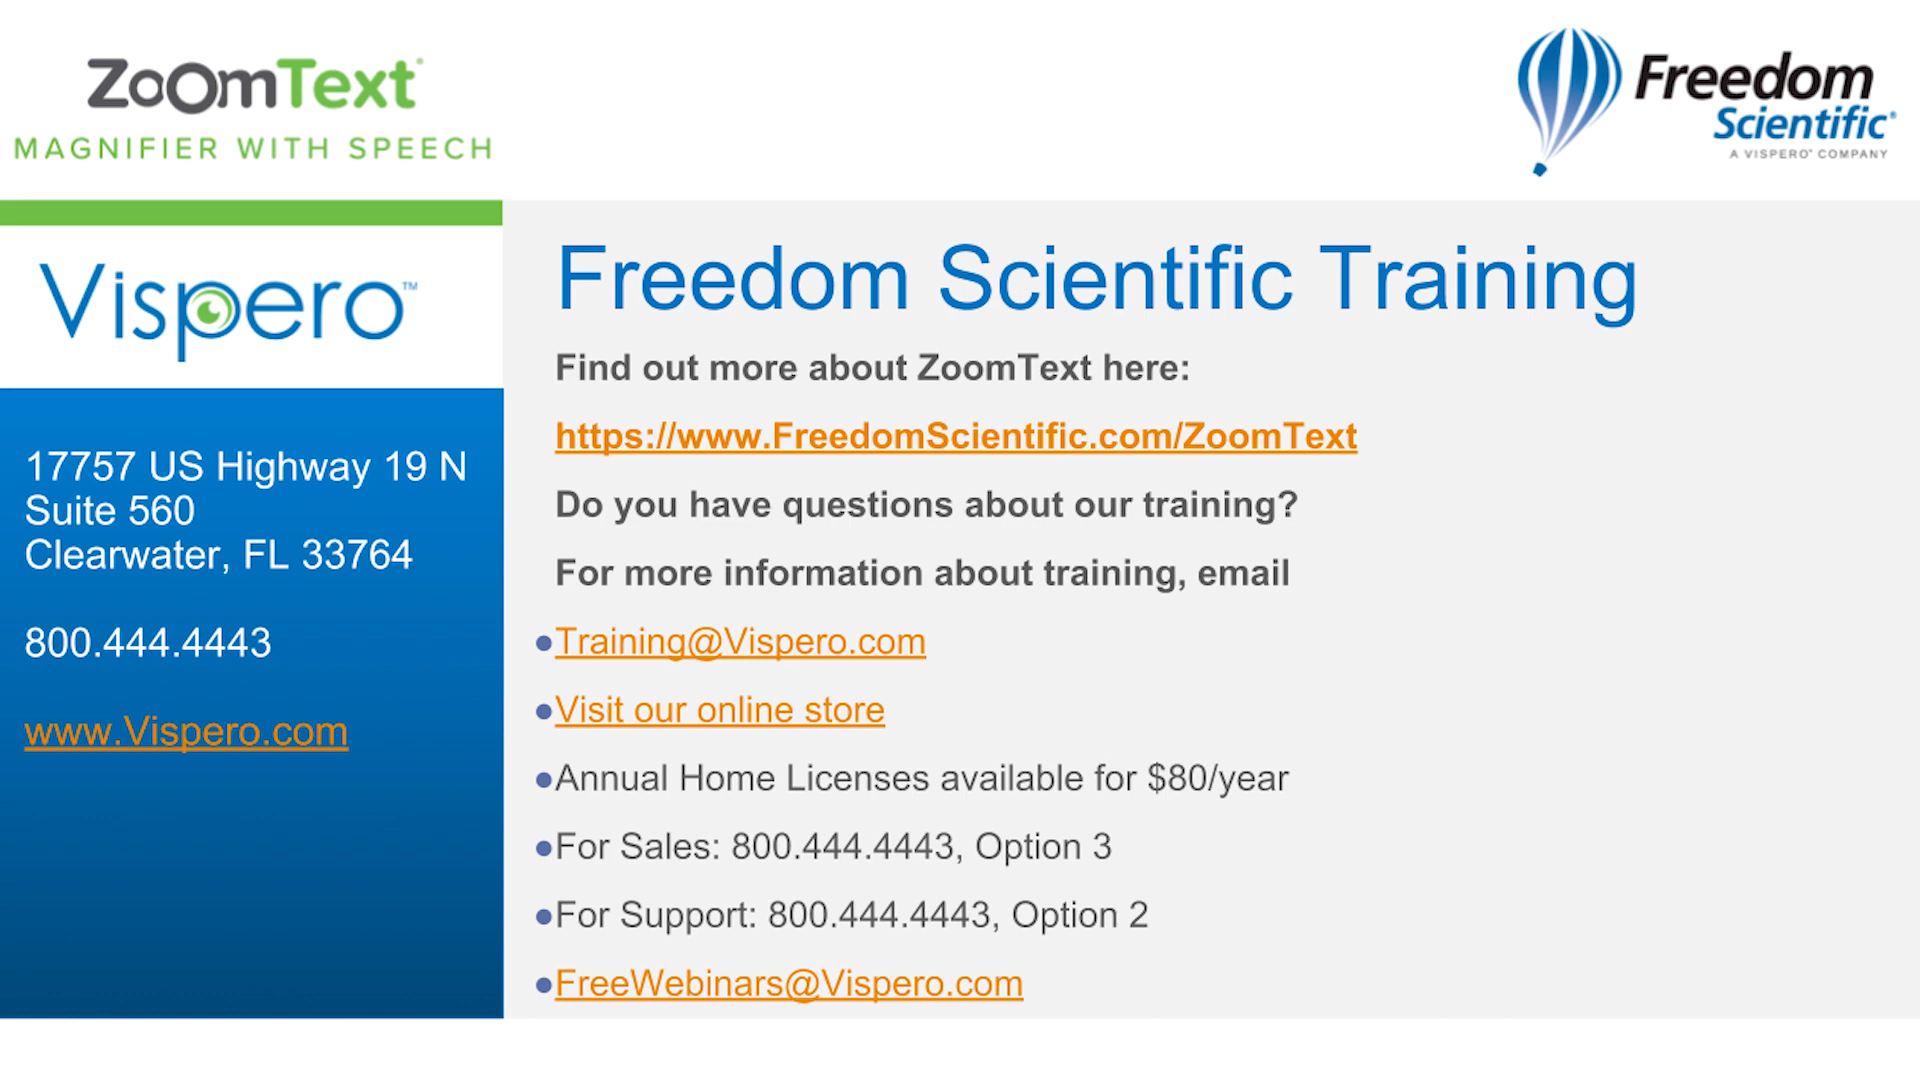 ZoomText
MAGNIFIER WITH SPEECH
Freedom
Scientific®
A VISPERO™ COMPANY
Vispero™
17757 US Highway 19 N
Suite 560
Clearwater, FL 33764
800.444.4443
www.Vispero.com
Freedom Scientific Training
Find out more about ZoomText here:
https://www.FreedomScientific.com/ZoomText
Do you have questions about our training?
For more information about training, email
●Training@Vispero.com
●Visit our online store
●Annual Home Licenses available for $80/year
●For Sales: 800.444.4443, Option 3
●For Support: 800.444.4443, Option 2
●FreeWebinars@Vispero.com